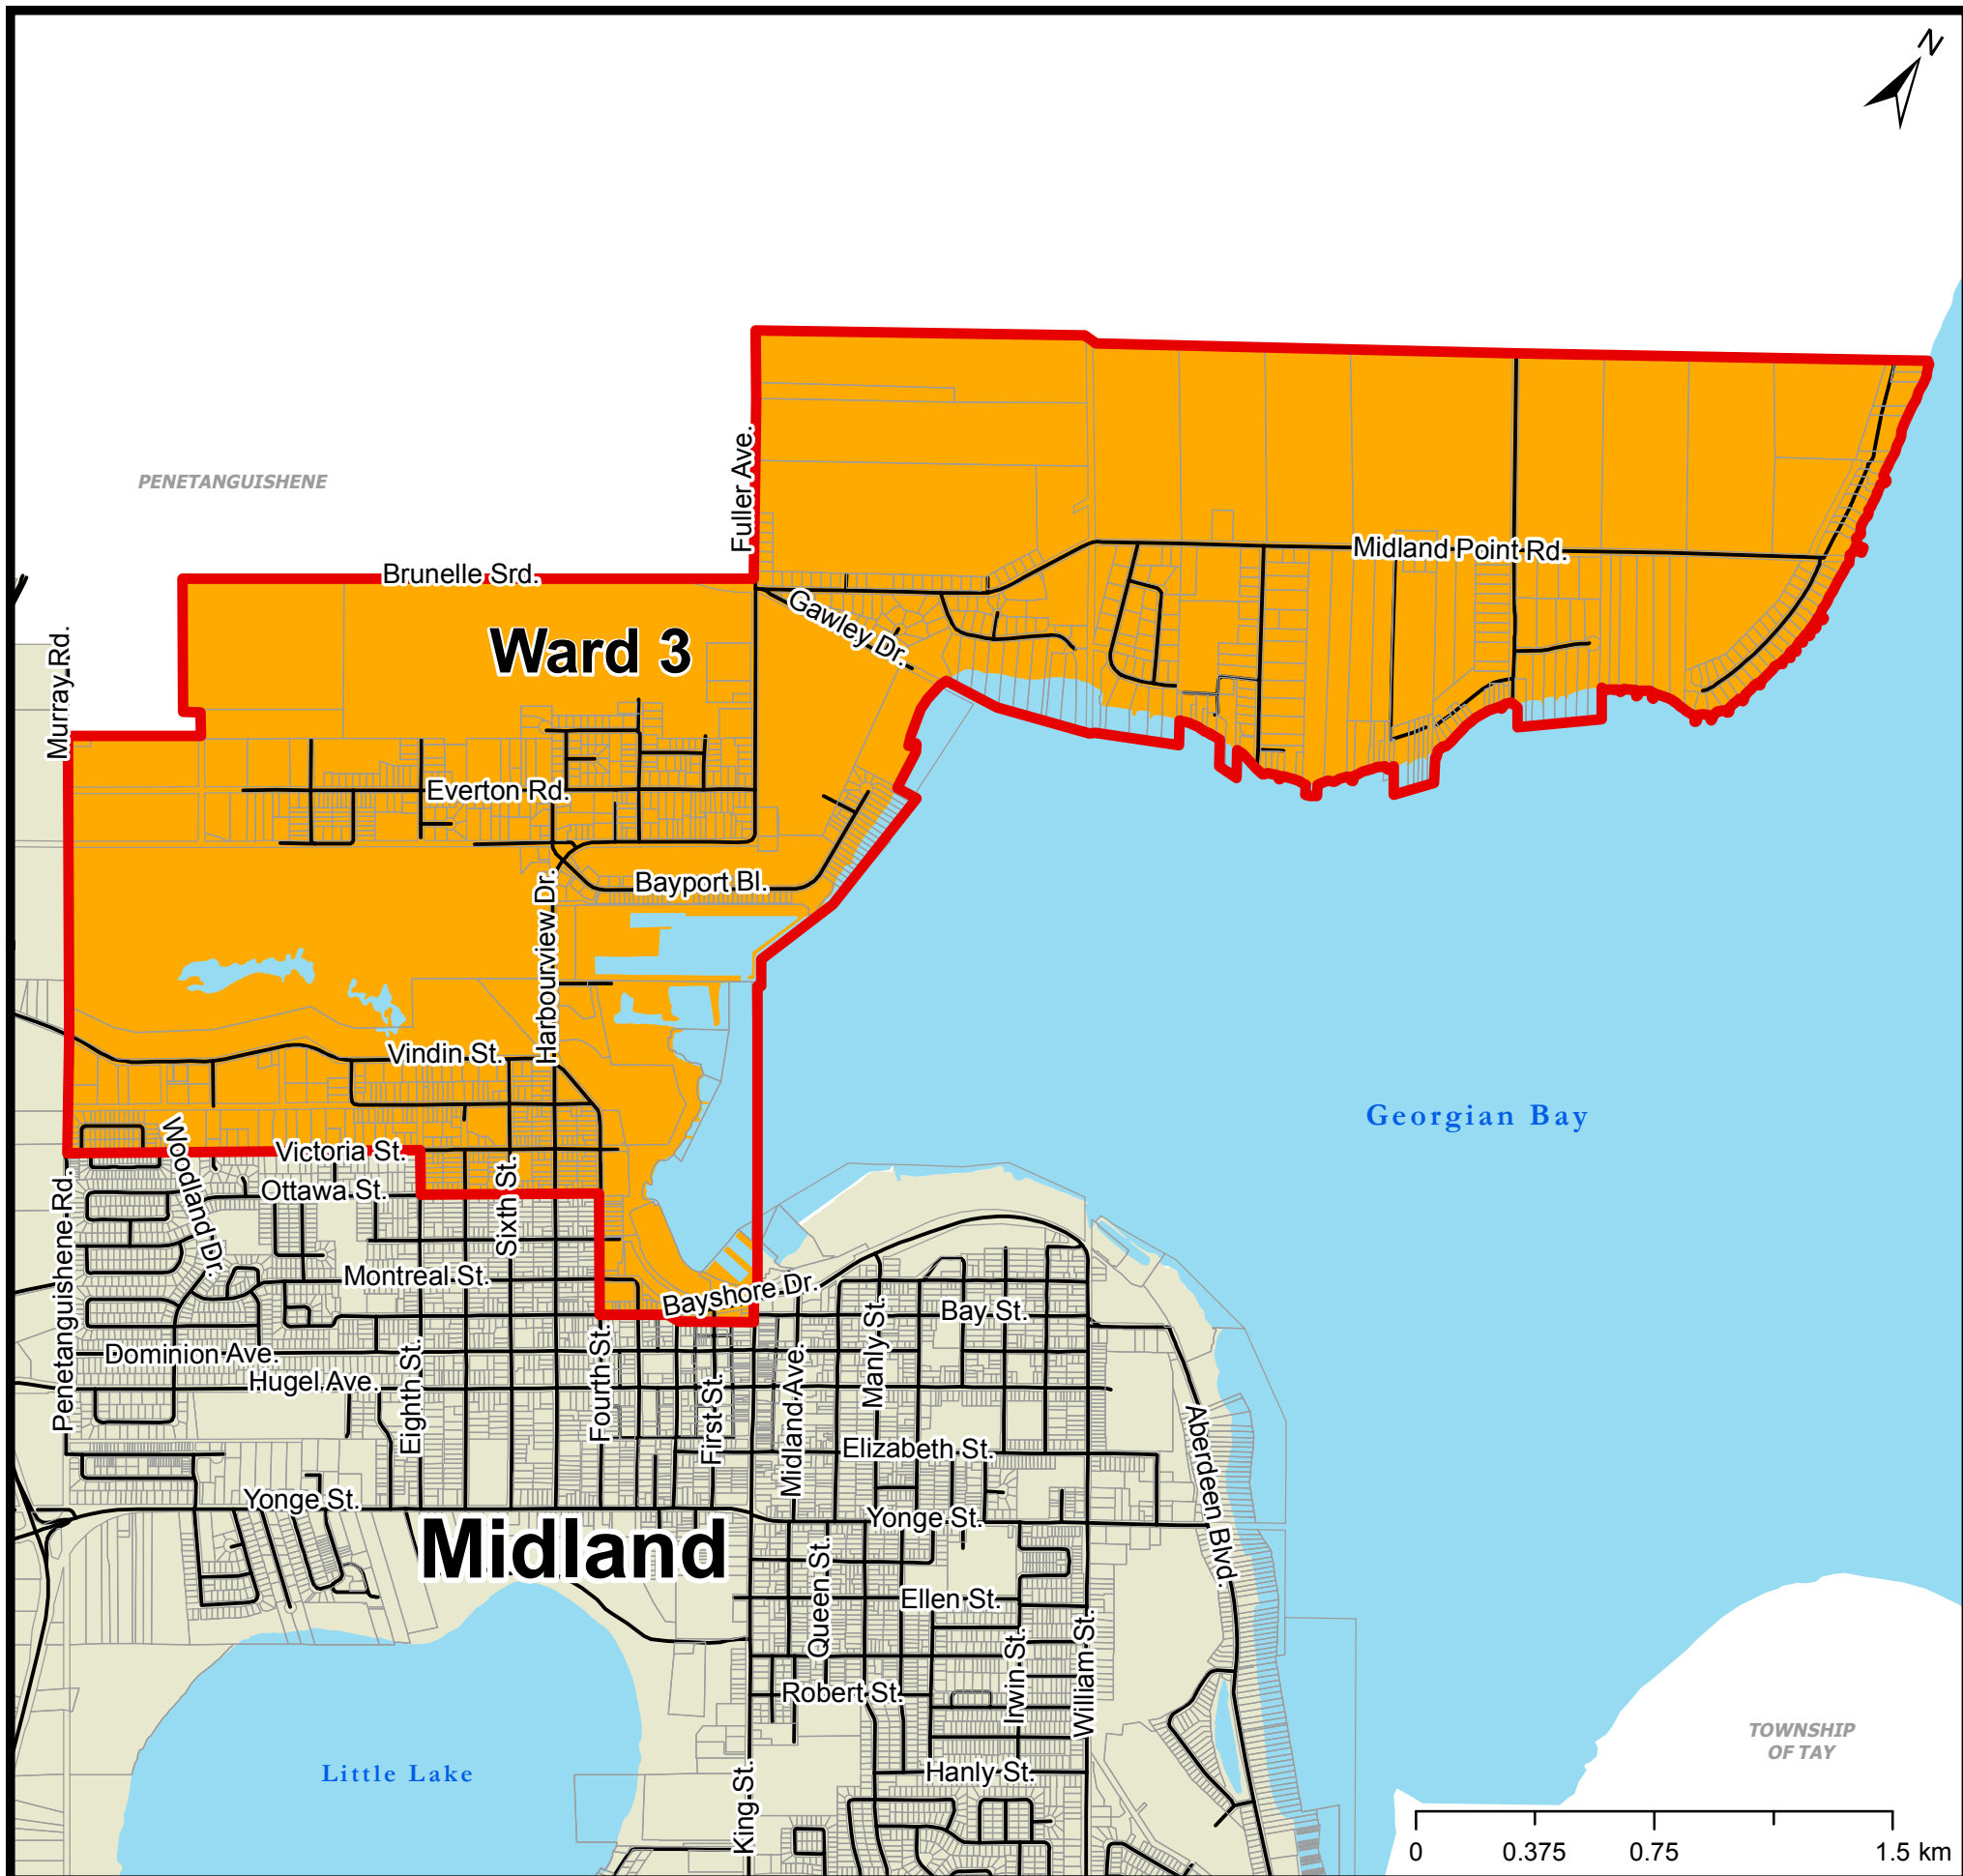 N
PENETANGUISHENE
Fuller Ave.
Brunelle Srd.
Midland Point Rd.
Gawley Dr.
Ward 3
Murray Rd.
Everton Rd.
Bayport Bl.
Harbourview Dr.
Vindin St.
Georgian Bay
Woodland Dr.
Victoria St.
Penetanguishene Rd.
Ottawa St.
Sixth St.
Montreal St.
Bayshore Dr.
Bay St.
Manly St.
Dominion Ave.
Hugel Ave.
Eighth St.
Fourth St.
First St.
Midland Ave.
Elizabeth St.
Aberdeen Blvd.
Yonge St.
Yonge St.
Midland
Queen St.
Ellen St.
Irwin St.
William St.
Robert St.
TOWNSHIP
OF TAY
Little Lake
King St.
Hanly St.
0 0.375 0.75 1.5 km